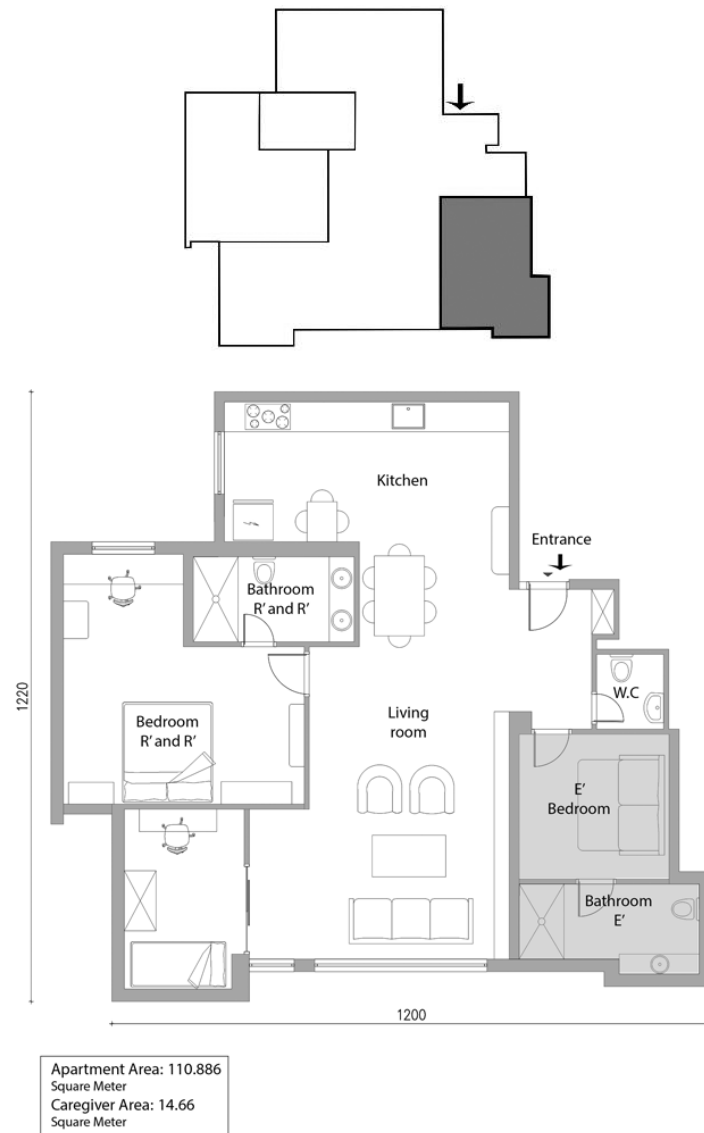 Kitchen
Entrance
Bathroom
R' and R'
W.C
Bedroom
R' and R'
Living
room
E'
Bedroom
Bathroom
E'
1220
1200
Apartment Area: 110.886
Square Meter
Caregiver Area: 14.66
Square Meter